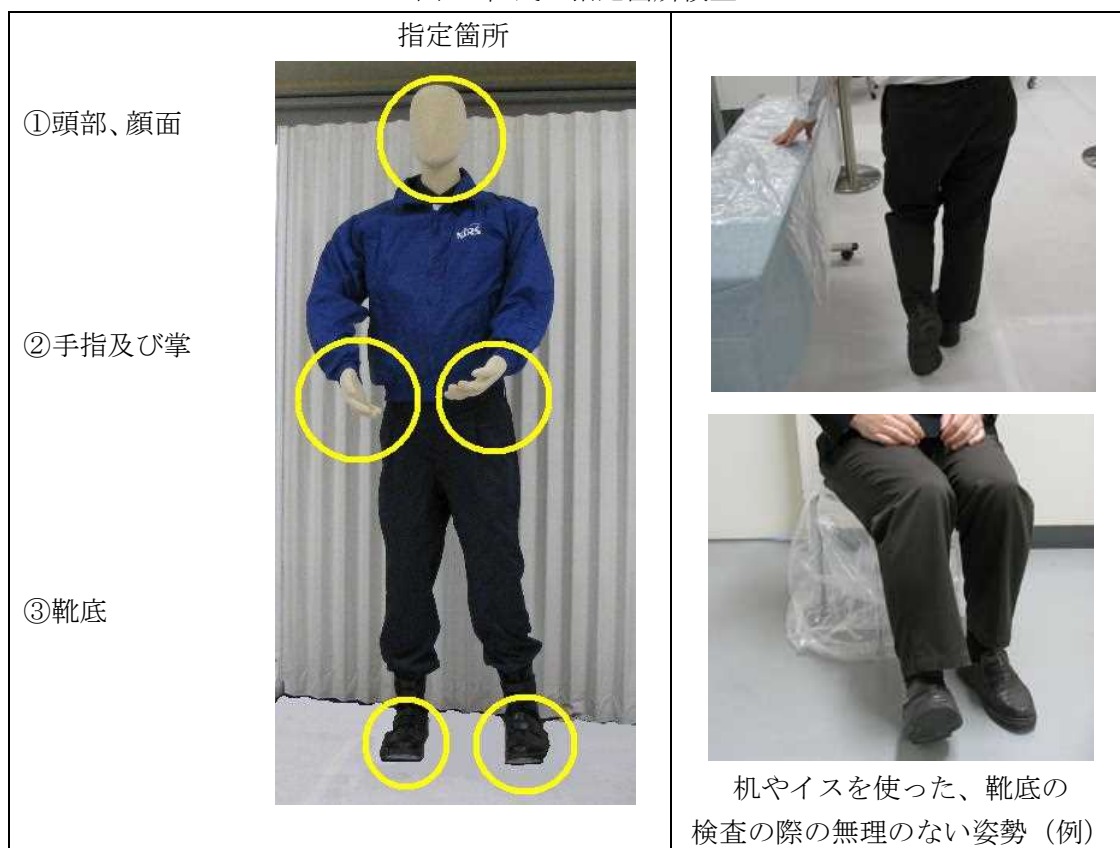 指定箇所
①頭部、顔面
②手指及び掌
③靴底
NIRS
机やイスを使った、靴底の
検査の際の無理のない姿勢（例）